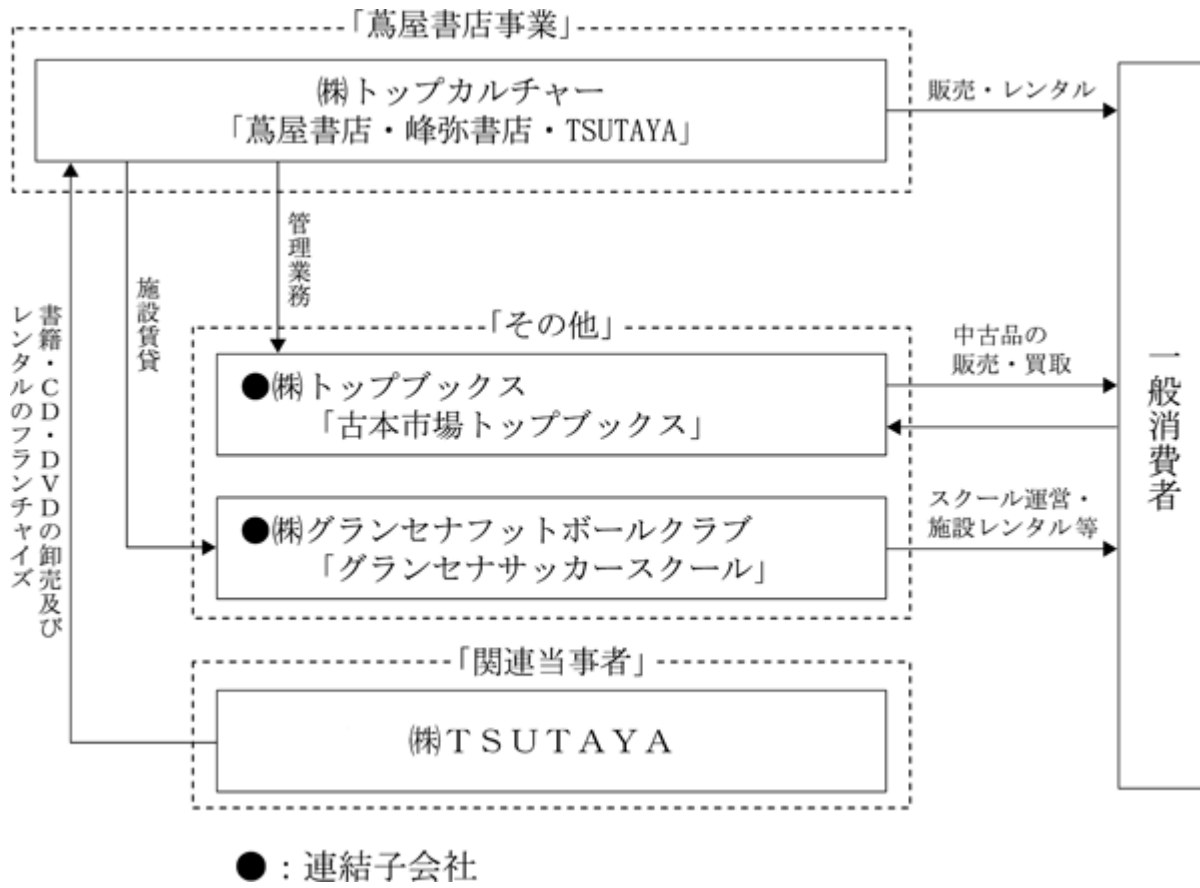 「蔦屋書店事業」
㈱トップカルチャー
「蔦屋書店・峰弥書店・TSUTAYA」
販売・レンタル
管理業務
施設賃貸
書籍・CD・DVDの卸売及び
レンタルのフランチャイズ
「その他」
●㈱トップブックス
「古本市場トップブックス」
中古品の
販売・買取
●㈱グランセナフットボールクラブ
「グランセナサッカースクール」
スクール運営・
施設レンタル等
一般消費者
「関連当事者」
㈱TSUTAYA
●：連結子会社